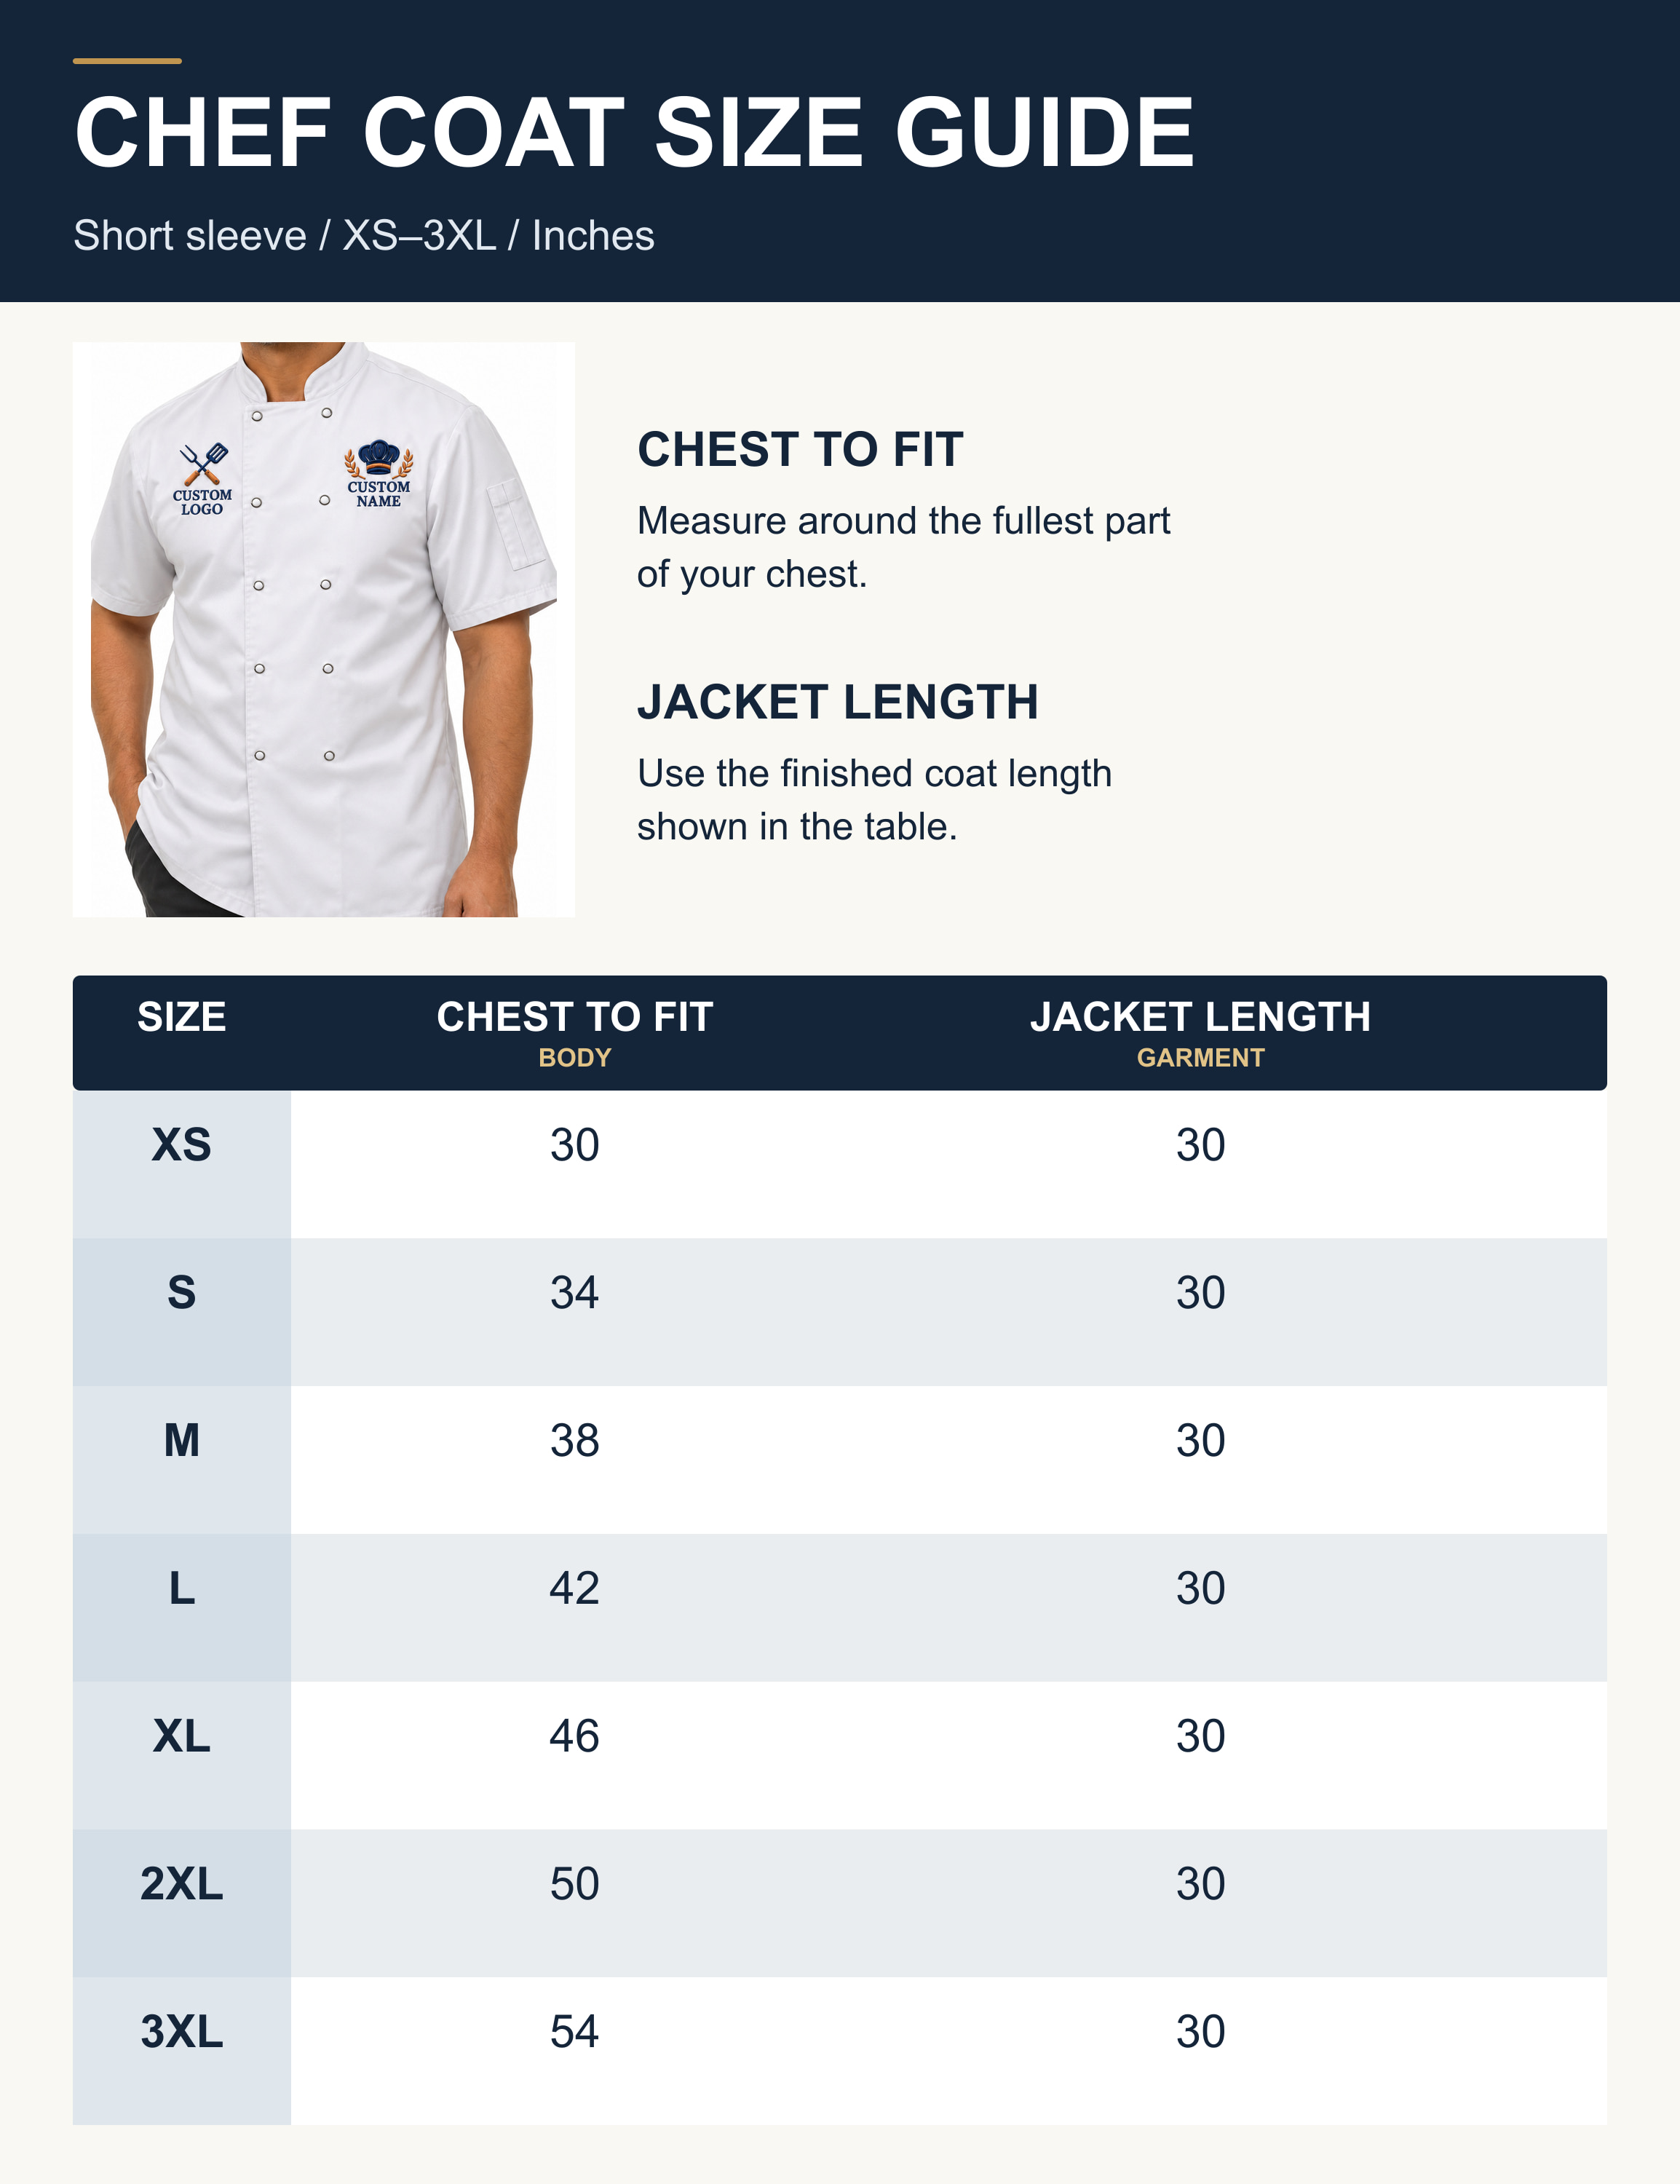 CHEF COAT SIZE GUIDE
Short sleeve / XS–3XL / Inches
CUSTOM
LOGO
CUSTOM
NAME
CHEST TO FIT
Measure around the fullest part
of your chest.
JACKET LENGTH
Use the finished coat length
shown in the table.
SIZE CHEST TO FIT JACKET LENGTH
BODY GARMENT
XS 30 30
S 34 30
M 38 30
L 42 30
XL 46 30
2XL 50 30
3XL 54 30